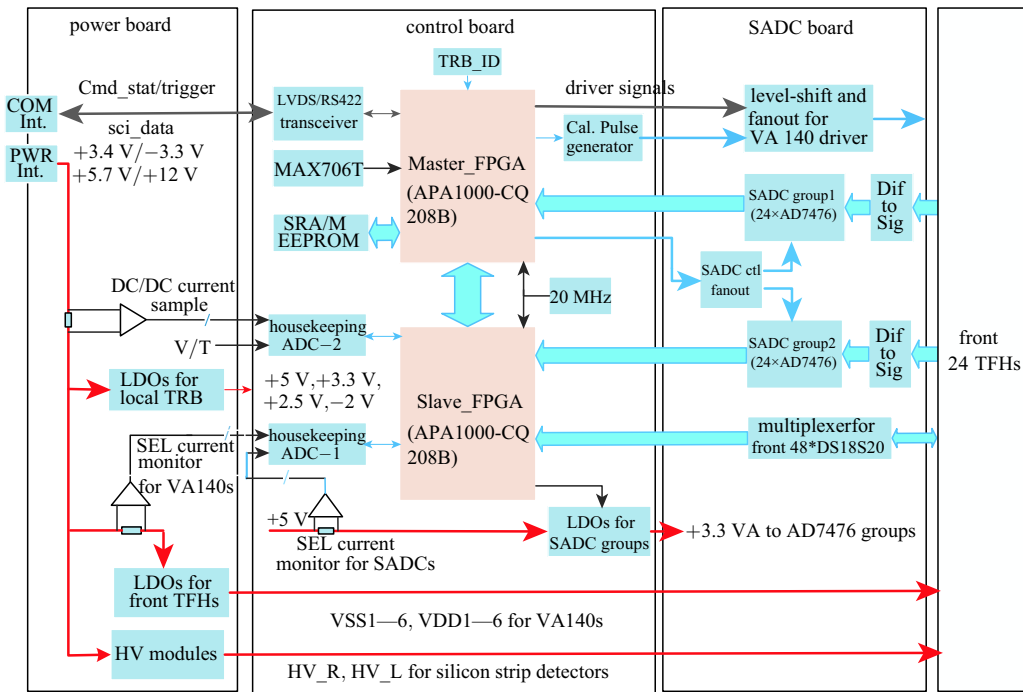 power board
control board
SADC board
TRB_ID
Cmd_stat/trigger
COM
Int.
sci_data
PWR
Int.
+3.4 V/−3.3 V
+5.7 V/+12 V
LVDS/RS422
transceiver
MAX706T
SRA/M
EEPROM
Master_FPGA
(APA1000-CQ
208B)
driver signals
Cal. Pulse
generator
level-shift and
fanout for
VA 140 driver
SADC group1
(24×AD7476)
Dif
to
Sig
SADC ctl
fanout
20 MHz
DC/DC current
sample
V/T
housekeeping
ADC−2
SADC group2
(24×AD7476)
Dif
to
Sig
front
24 TFHs
LDOs for
local TRB
+5 V,+3.3 V,
+2.5 V,−2 V
Slave_FPGA
(APA1000-CQ
208B)
SEL current
monitor
for VA140s
housekeeping
ADC−1
multiplexerfor
front 48*DS18S20
+5 V
SEL current
monitor for SADCs
LDOs for
SADC groups
+3.3 VA to AD7476 groups
LDOs for
front TFHs
VSS1—6, VDD1—6 for VA140s
HV modules
HV_R, HV_L for silicon strip detectors